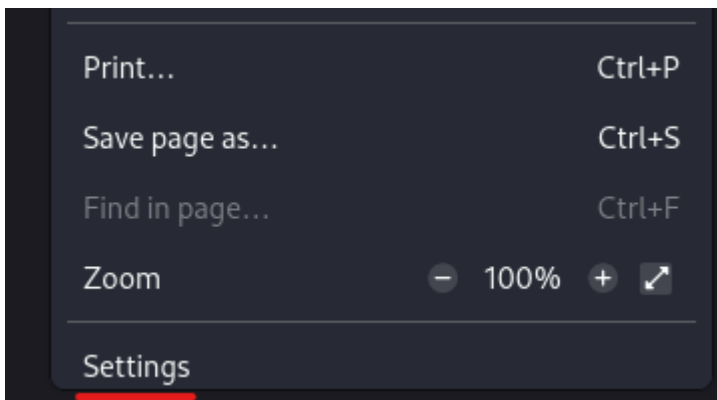 Print... Ctrl+P
Save page as... Ctrl+S
Find in page... Ctrl+F
Zoom − 100% +
Settings